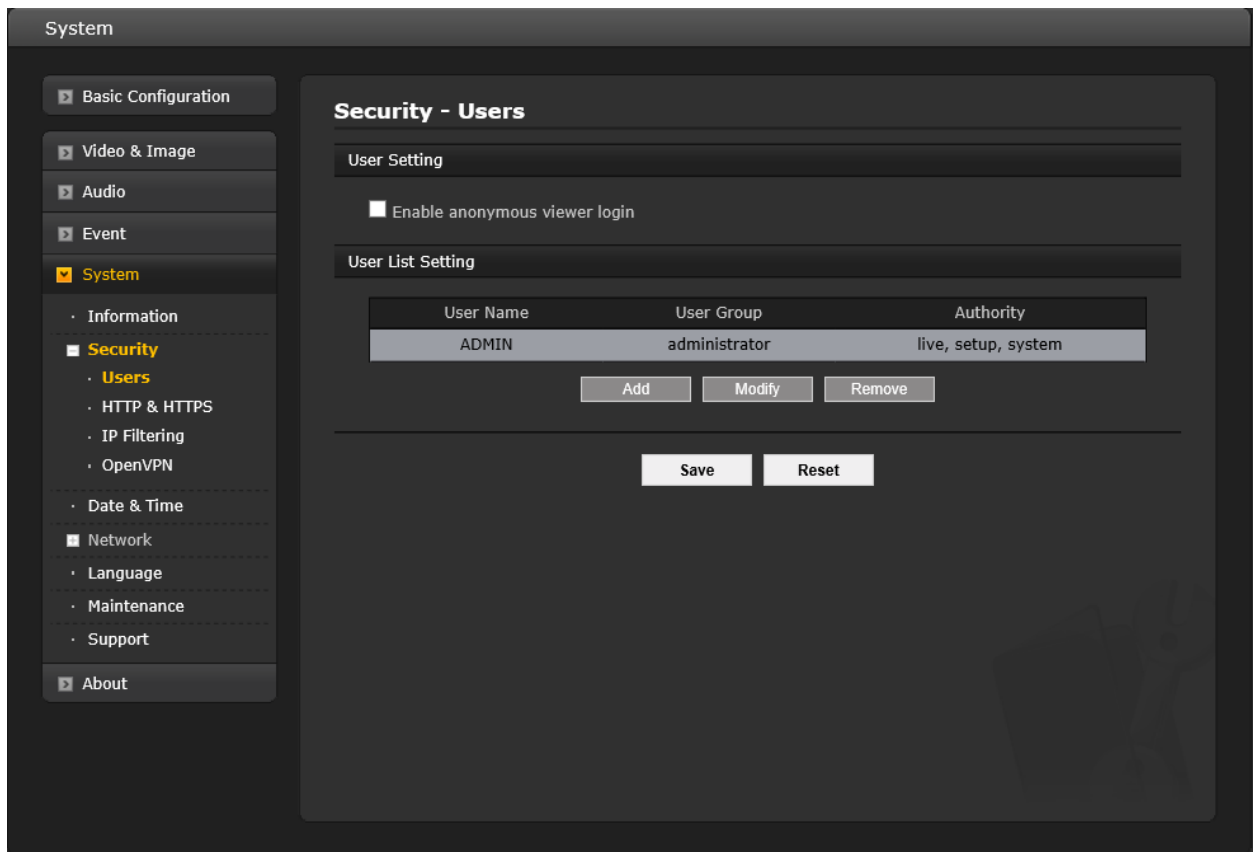 System
Basic Configuration
Video & Image
Audio
Event
System
Information
Security
Users
HTTP & HTTPS
IP Filtering
OpenVPN
Date & Time
Network
Language
Maintenance
Support
About
Security - Users
User Setting
Enable anonymous viewer login
User List Setting
User Name User Group Authority
ADMIN administrator live, setup, system
Add Modify Remove
Save Reset